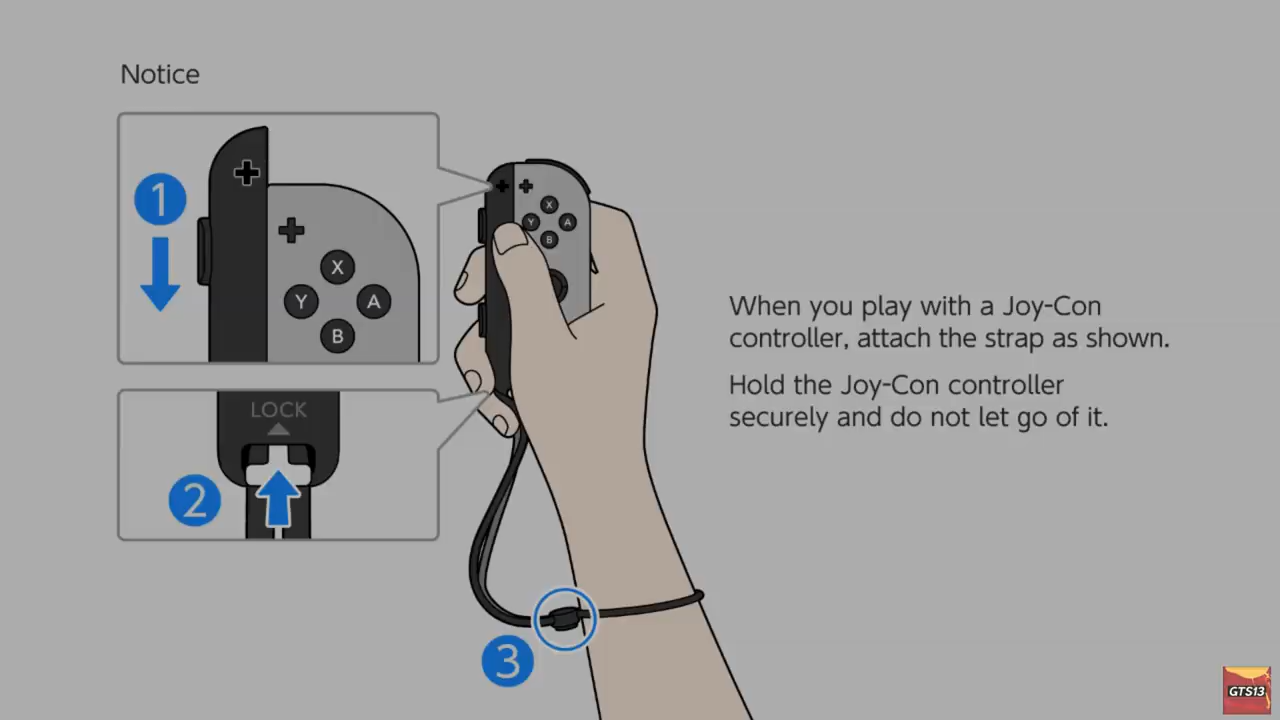 Notice
1
X
Y
A
B
X
Y
A
B
When you play with a Joy-Con
controller, attach the strap as shown.
Hold the Joy-Con controller
securely and do not let go of it.
LOCK
2
3
GTS13